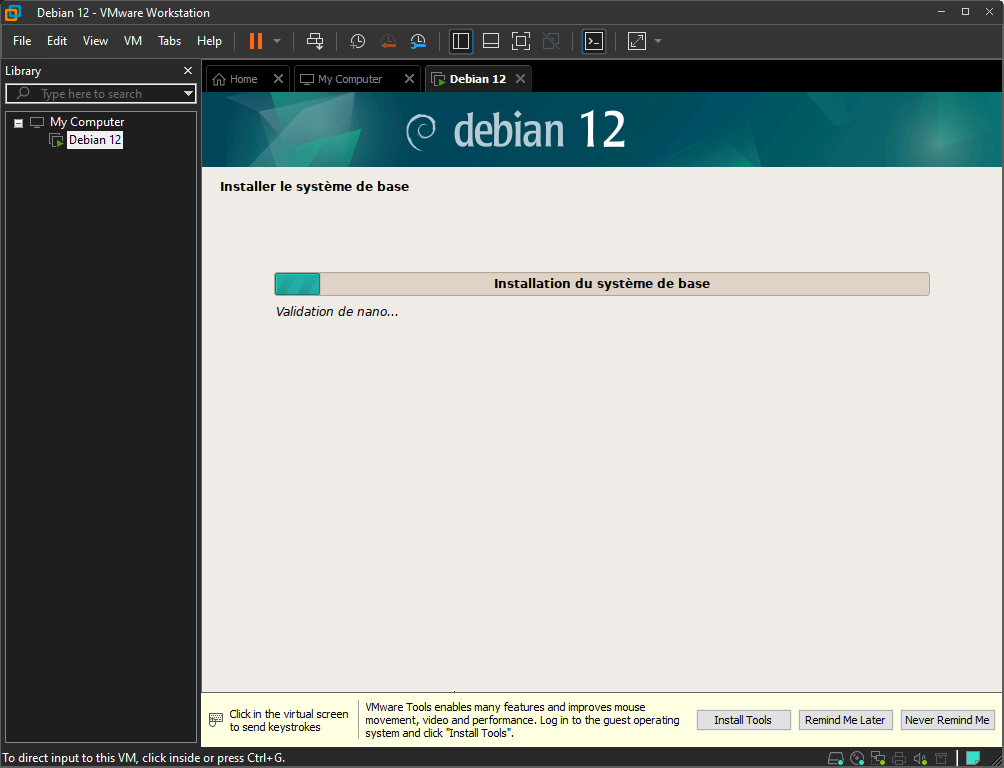 Debian 12 - VMware Workstation
File Edit View VM Tabs Help
Library
Type here to search
My Computer
Debian 12
Home
My Computer
Debian 12
debian 12
Installer le système de base
Installation du système de base
Validation de nano...
Click in the virtual screen
to send keystrokes
VMware Tools enables many features and improves mouse
movement, video and performance. Log in to the guest operating
system and click "Install Tools".
Install Tools
Remind Me Later
Never Remind Me
To direct input to this VM, click inside or press Ctrl+G.